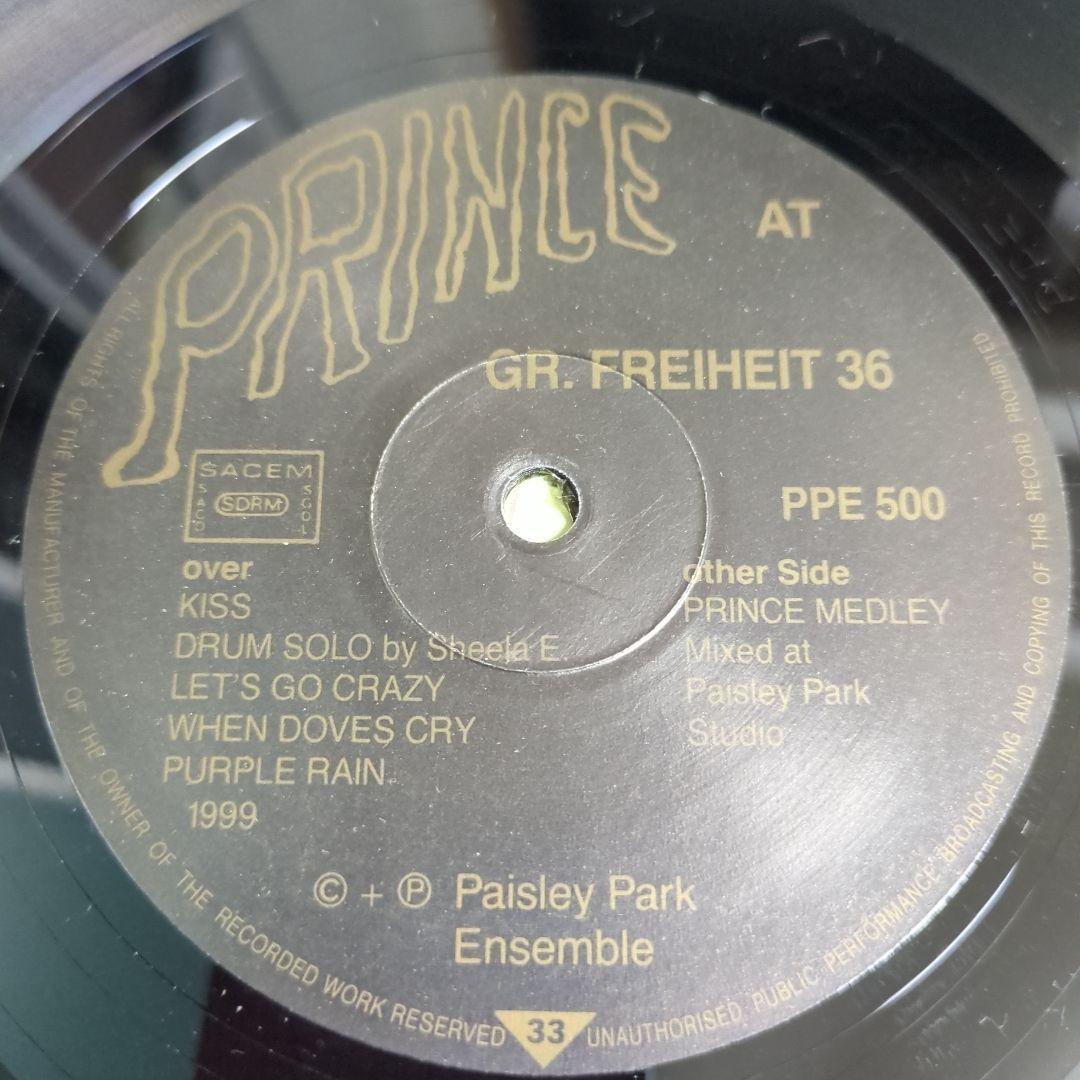 PRINCE
AT
GR. FREIHEIT 36
SACEM
SACD
SDRM
SGDL
PPE 500
over
KISS
DRUM SOLO by Sheela E.
LET'S GO CRAZY
WHEN DOVES CRY
PURPLE RAIN
1999
other Side
PRINCE MEDLEY
Mixed at
Paisley Park
Studio
© + ℗ Paisley Park
Ensemble
33
ALL RIGHTS OF THE MANUFACTURER AND OF THE OWNER OF THE RECORDED WORK RESERVED
UNAUTHORISED PUBLIC PERFORMANCE BROADCASTING AND COPYING OF THIS RECORD PROHIBITED